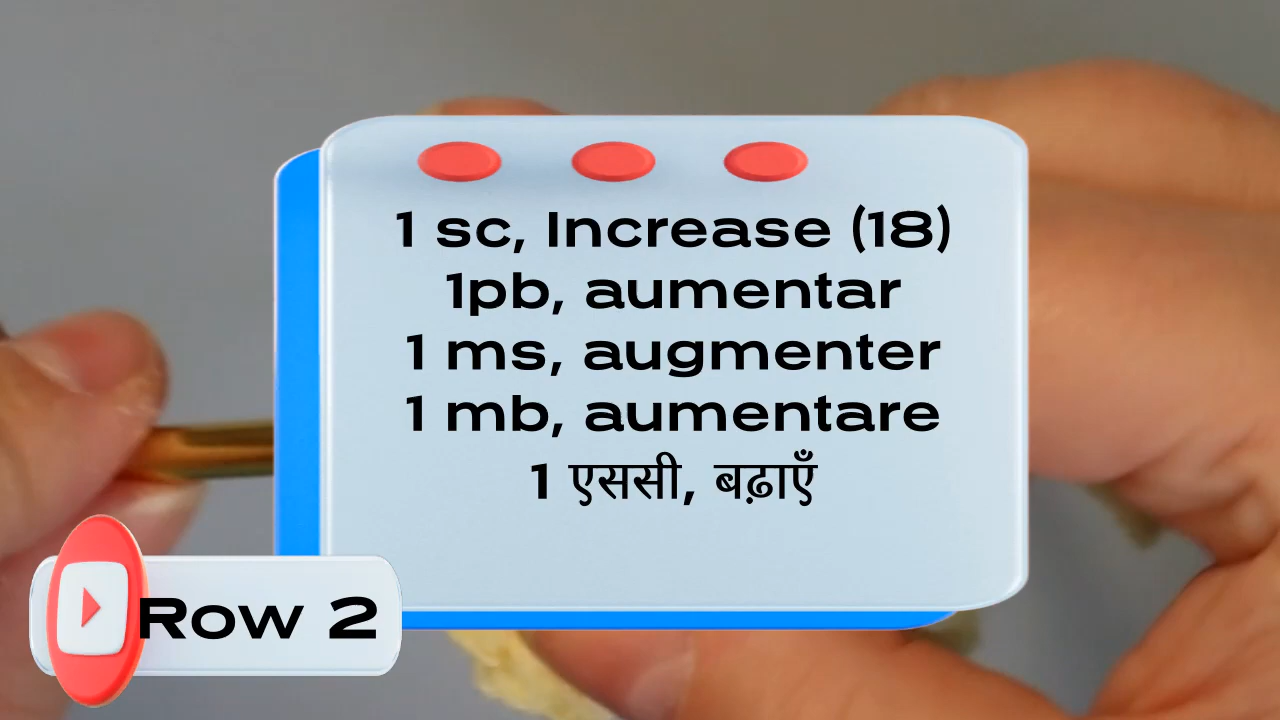 1 sc, Increase (18)
1pb, aumentar
1 ms, augmenter
1 mb, aumentare
1 एससी, बढ़ाएँ
Row 2